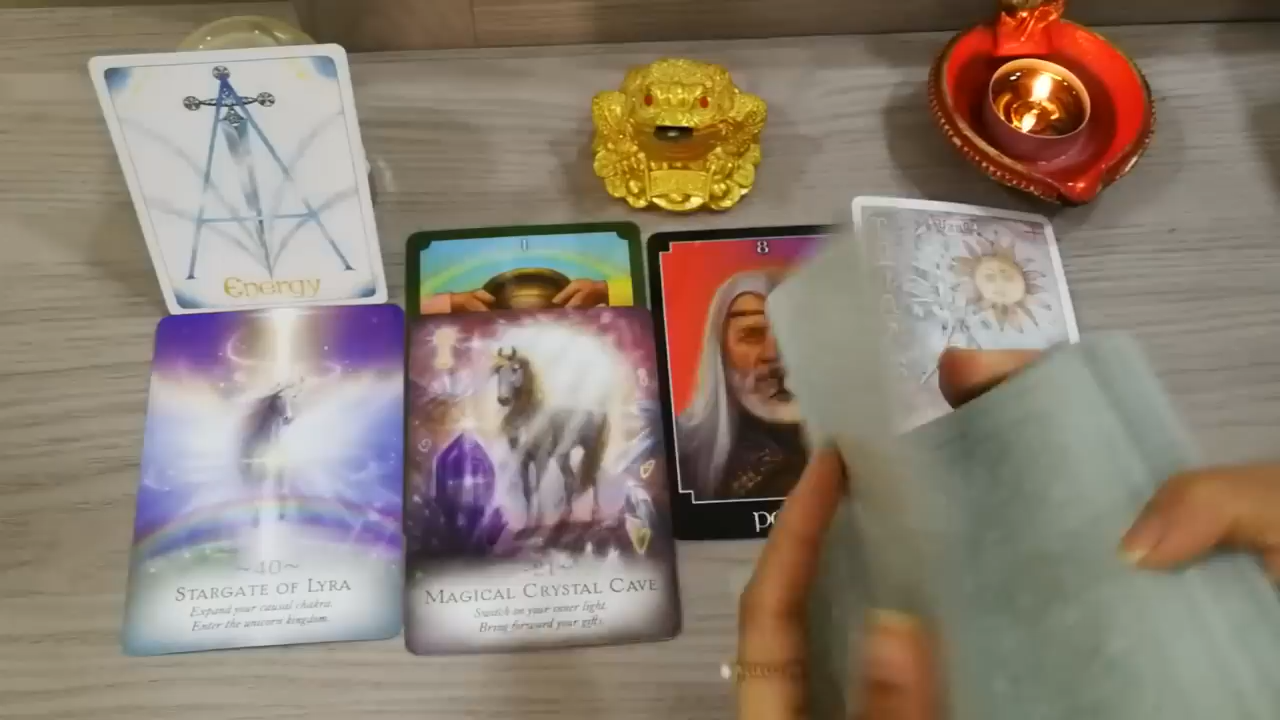 Energy
1
8
~40~
STARGATE OF LYRA
Expand your causal chakra.
Enter the unicorn kingdom.
~21~
MAGICAL CRYSTAL CAVE
Switch on your inner light.
Bring forward your gifts.